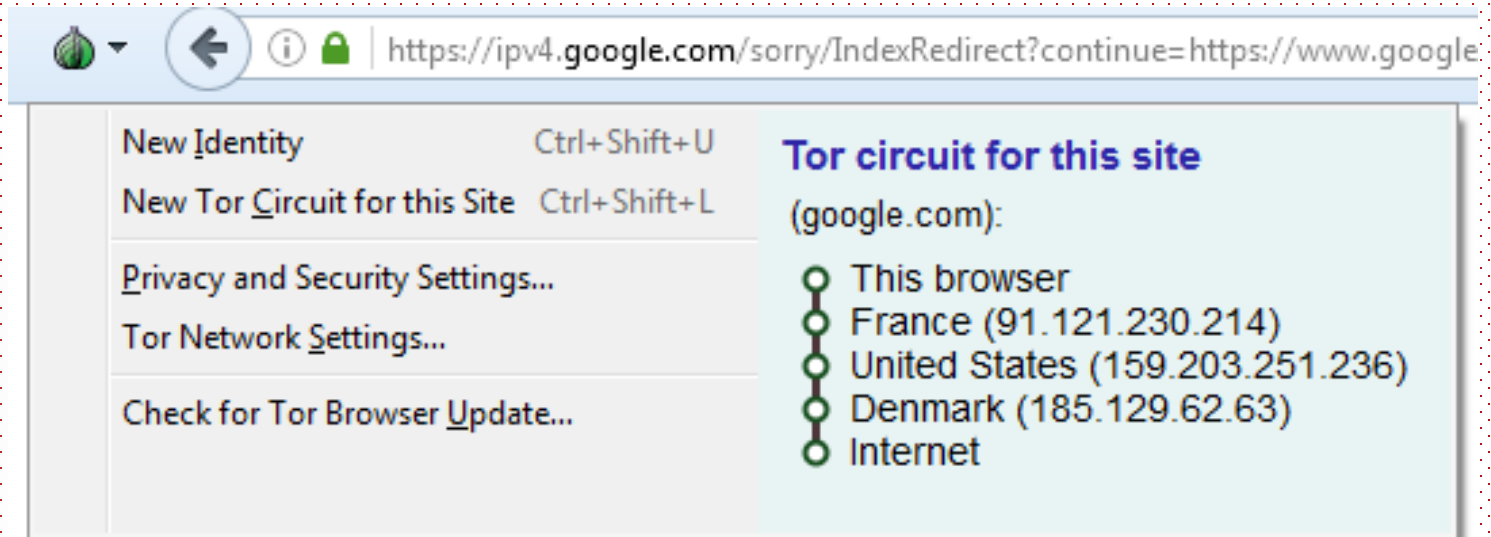 https://ipv4.google.com/sorry/IndexRedirect?continue=https://www.google
New Identity Ctrl+Shift+U
New Tor Circuit for this Site Ctrl+Shift+L
Privacy and Security Settings...
Tor Network Settings...
Check for Tor Browser Update...
Tor circuit for this site
(google.com):
This browser
France (91.121.230.214)
United States (159.203.251.236)
Denmark (185.129.62.63)
Internet